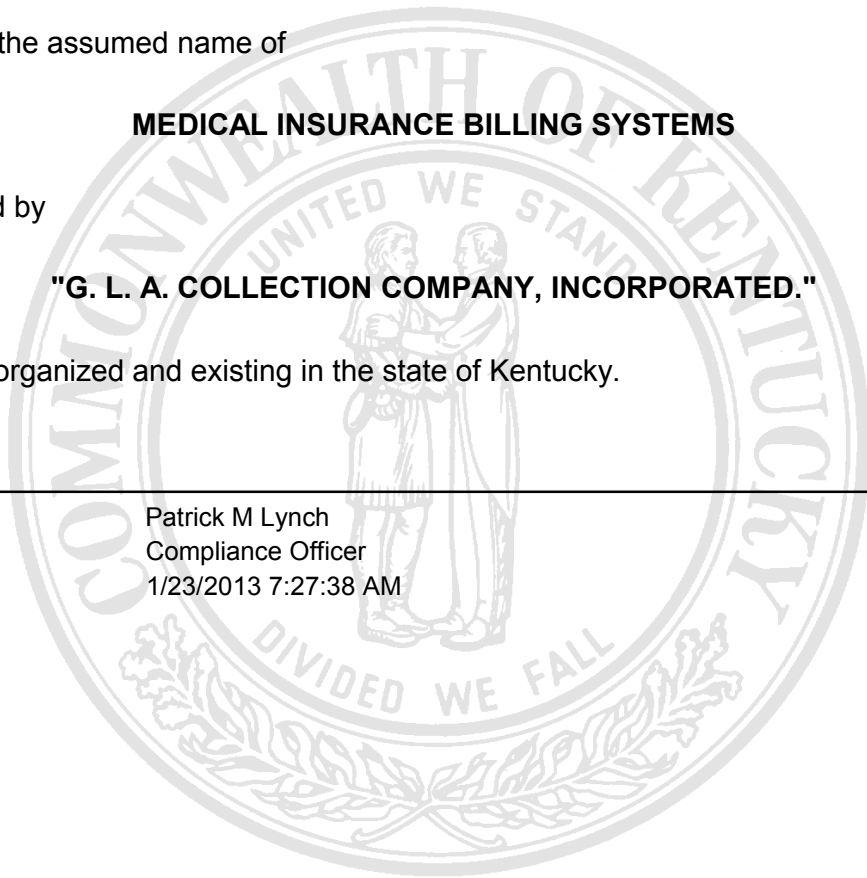 the assumed name of
MEDICAL INSURANCE BILLING SYSTEMS
d by
"G. L. A. COLLECTION COMPANY, INCORPORATED."
organized and existing in the state of Kentucky.
Patrick M Lynch
Compliance Officer
1/23/2013 7:27:38 AM
COMMONWEALTH OF KENTUCKY
UNITED WE STAND
DIVIDED WE FALL